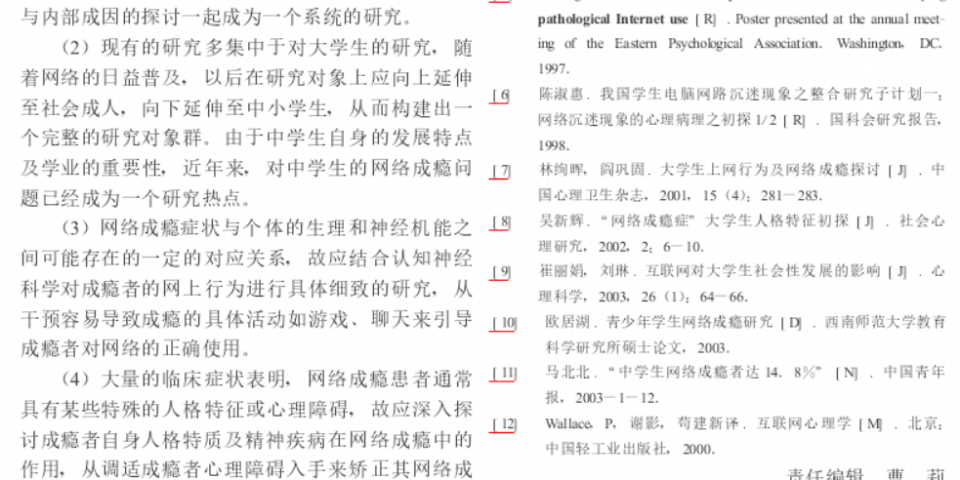 与内部成因的探讨一起成为一个系统的研究。
（2）现有的研究多集中于对大学生的研究，随
着网络的日益普及，以后在研究对象上应向上延伸
至社会成人，向下延伸至中小学生，从而构建出一
个完整的研究对象群。由于中学生自身的发展特点
及学业的重要性，近年来，对中学生的网络成瘾问
题已经成为一个研究热点。
（3）网络成瘾症状与个体的生理和神经机能之
间可能存在的一定的对应关系，故应结合认知神经
科学对成瘾者的网上行为进行具体细致的研究，从
干预容易导致成瘾的具体活动如游戏、聊天来引导
成瘾者对网络的正确使用。
（4）大量的临床症状表明，网络成瘾患者通常
具有某些特殊的人格特征或心理障碍，故应深入探
讨成瘾者自身人格特质及精神疾病在网络成瘾中的
作用，从调适成瘾者心理障碍入手来矫正其网络成
pathological Internet use [R]. Poster presented at the annual meet-
ing of the Eastern Psychological Association. Washington, DC.
1997.
[6] 陈淑惠. 我国学生电脑网路沉迷现象之整合研究子计划一:
网络沉迷现象的心理病理之初探1/2 [R]. 国科会研究报告,
1998.
[7] 林绚晖, 阎巩固. 大学生上网行为及网络成瘾探讨 [J]. 中
国心理卫生杂志, 2001, 15 (4): 281—283.
[8] 吴新辉. “网络成瘾症” 大学生人格特征初探 [J]. 社会心
理研究, 2002, 2: 6—10.
[9] 崔丽娟, 刘琳. 互联网对大学生社会性发展的影响 [J]. 心
理科学, 2003, 26 (1): 64—66.
[10] 欧居湖. 青少年学生网络成瘾研究 [D]. 西南师范大学教育
科学研究所硕士论文, 2003.
[11] 马北北. “中学生网络成瘾者达 14. 8%” [N]. 中国青年
报, 2003—1—12.
[12] Wallace, P, 谢影, 苟建新译. 互联网心理学 [M]. 北京:
中国轻工业出版社, 2000.
责任编辑 曹 莉